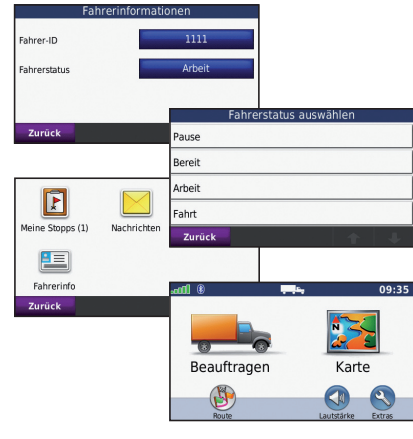 Fahrerinformationen
Fahrer-ID 1111
Fahrerstatus Arbeit
Zurück
Fahrerstatus auswählen
Pause
Bereit
Arbeit
Fahrt
Zurück
Meine Stopps (1) Nachrichten
Fahrerinfo
Zurück
09:35
Beauftragen Karte
Route Lautstärke Extras